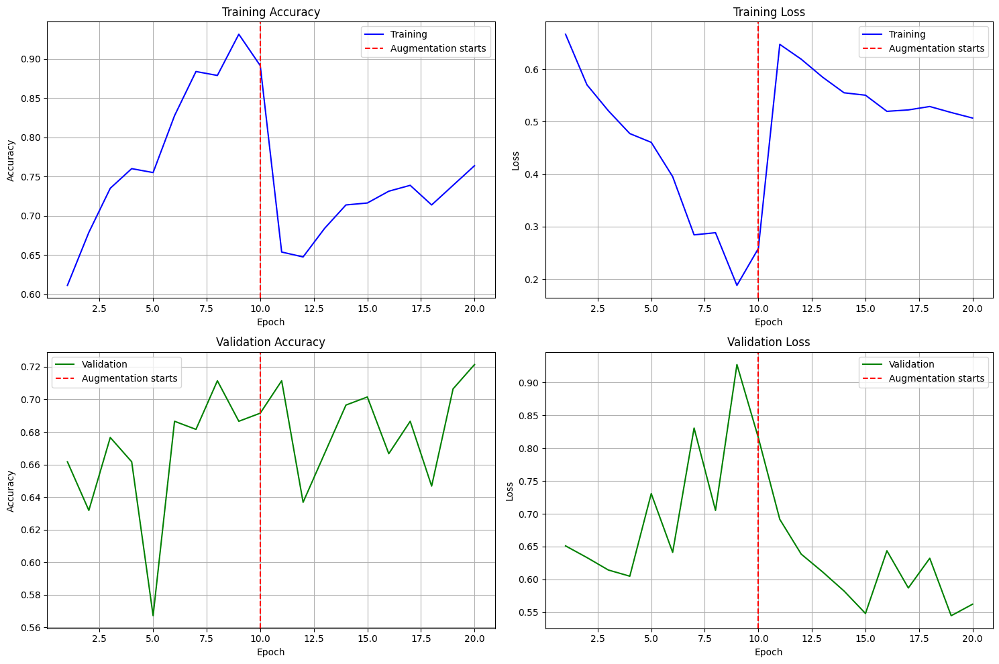 Training Accuracy
Training
Augmentation starts
Accuracy
0.90
0.85
0.80
0.75
0.70
0.65
0.60
2.5 5.0 7.5 10.0 12.5 15.0 17.5 20.0
Epoch
Training Loss
Training
Augmentation starts
Loss
0.6
0.5
0.4
0.3
0.2
2.5 5.0 7.5 10.0 12.5 15.0 17.5 20.0
Epoch
Validation Accuracy
Validation
Augmentation starts
Accuracy
0.72
0.70
0.68
0.66
0.64
0.62
0.60
0.58
0.56
2.5 5.0 7.5 10.0 12.5 15.0 17.5 20.0
Epoch
Validation Loss
Validation
Augmentation starts
Loss
0.90
0.85
0.80
0.75
0.70
0.65
0.60
0.55
2.5 5.0 7.5 10.0 12.5 15.0 17.5 20.0
Epoch